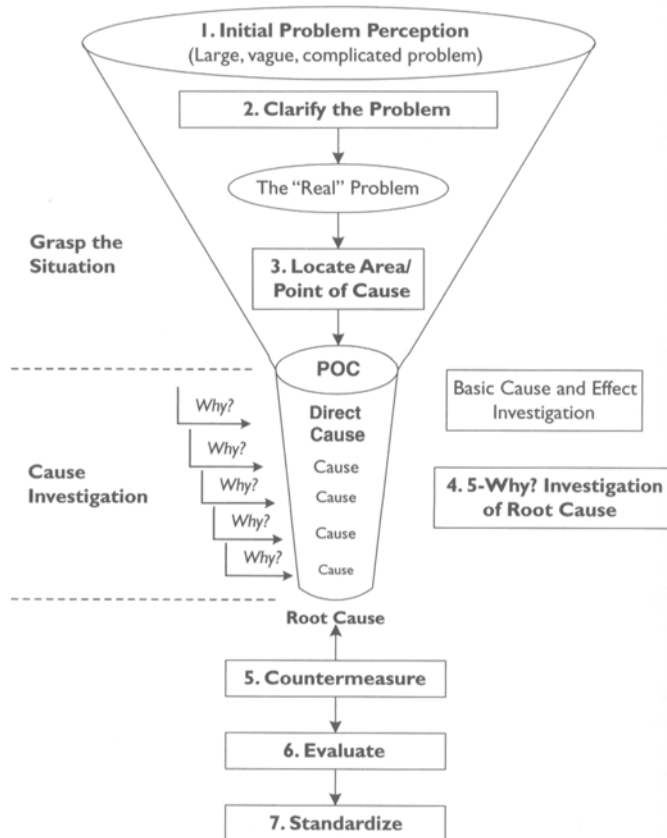 1. Initial Problem Perception
(Large, vague, complicated problem)
2. Clarify the Problem
The “Real” Problem
Grasp the
Situation
3. Locate Area/
Point of Cause
POC
Basic Cause and Effect
Investigation
Why?
Direct
Cause
Why?
Cause
Cause
Investigation
Why?
Cause
4. 5-Why? Investigation
of Root Cause
Why?
Cause
Why?
Cause
Root Cause
5. Countermeasure
6. Evaluate
7. Standardize